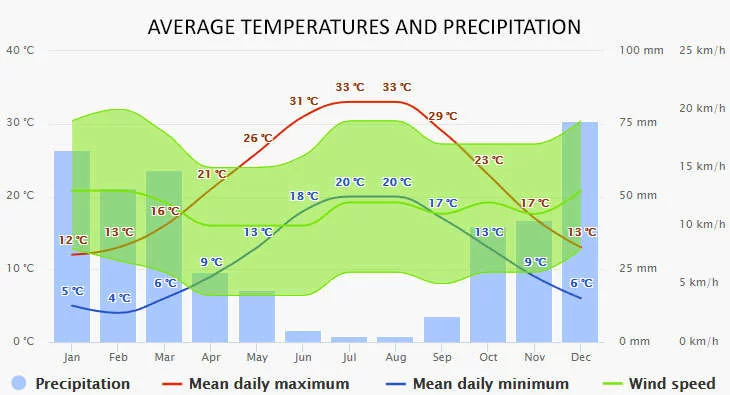 AVERAGE TEMPERATURES AND PRECIPITATION
40 °C 100 mm 25 km/h
33 °C 33 °C
31 °C
29 °C
30 °C 75 mm 20 km/h
26 °C
23 °C
21 °C
20 °C 20 °C
18 °C
20 °C 50 mm 15 km/h
16 °C 17 °C 17 °C
12 °C 13 °C 13 °C 13 °C 13 °C
10 km/h
9 °C 9 °C
10 °C 25 mm
5 °C 4 °C 6 °C 6 °C
5 km/h
0 °C 0 mm 0 km/h
Jan Feb Mar Apr May Jun Jul Aug Sep Oct Nov Dec
Precipitation Mean daily maximum Mean daily minimum Wind speed